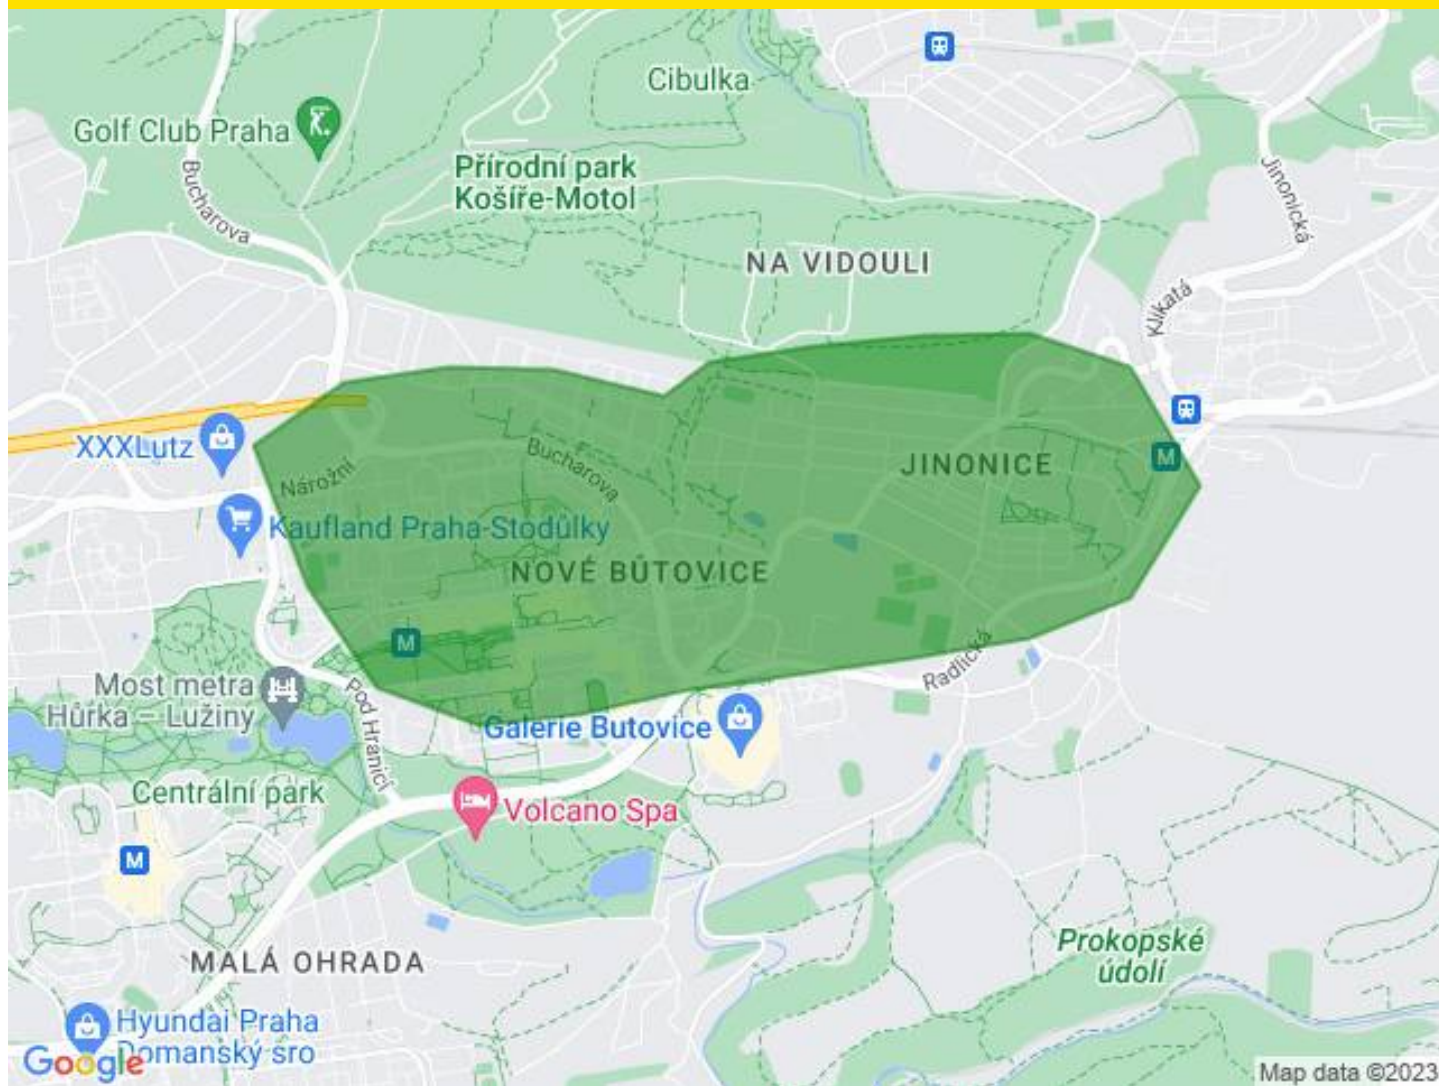 Cibulka
Golf Club Praha
Přírodní park
Košíře-Motol
Bucharova
Jinonická
NA VIDOULI
Klikatá
XXXLutz
Nárožní
Bucharova
JINONICE
M
Kaufland Praha-Stodůlky
NOVÉ BŮTOVICE
M
Radlická
Most metra
Hůrka – Lužiny
Pod Hranicí
Galerie Butovice
Centrální park
Volcano Spa
M
MALÁ OHRADA
Prokopské
údolí
Hyundai Praha
Domanský sro
Google
Map data ©2023